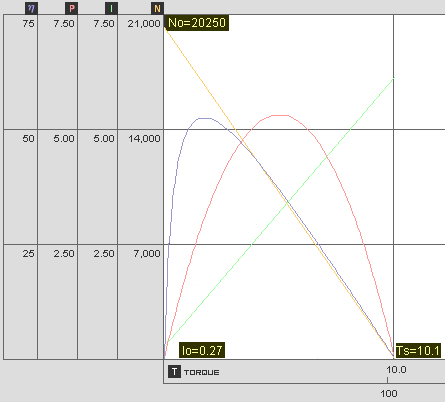 η P I N
75 7.50 7.50 21,000
No=20250
50 5.00 5.00 14,000
25 2.50 2.50 7,000
Io=0.27
Ts=10.1
T TORQUE 10.0
100